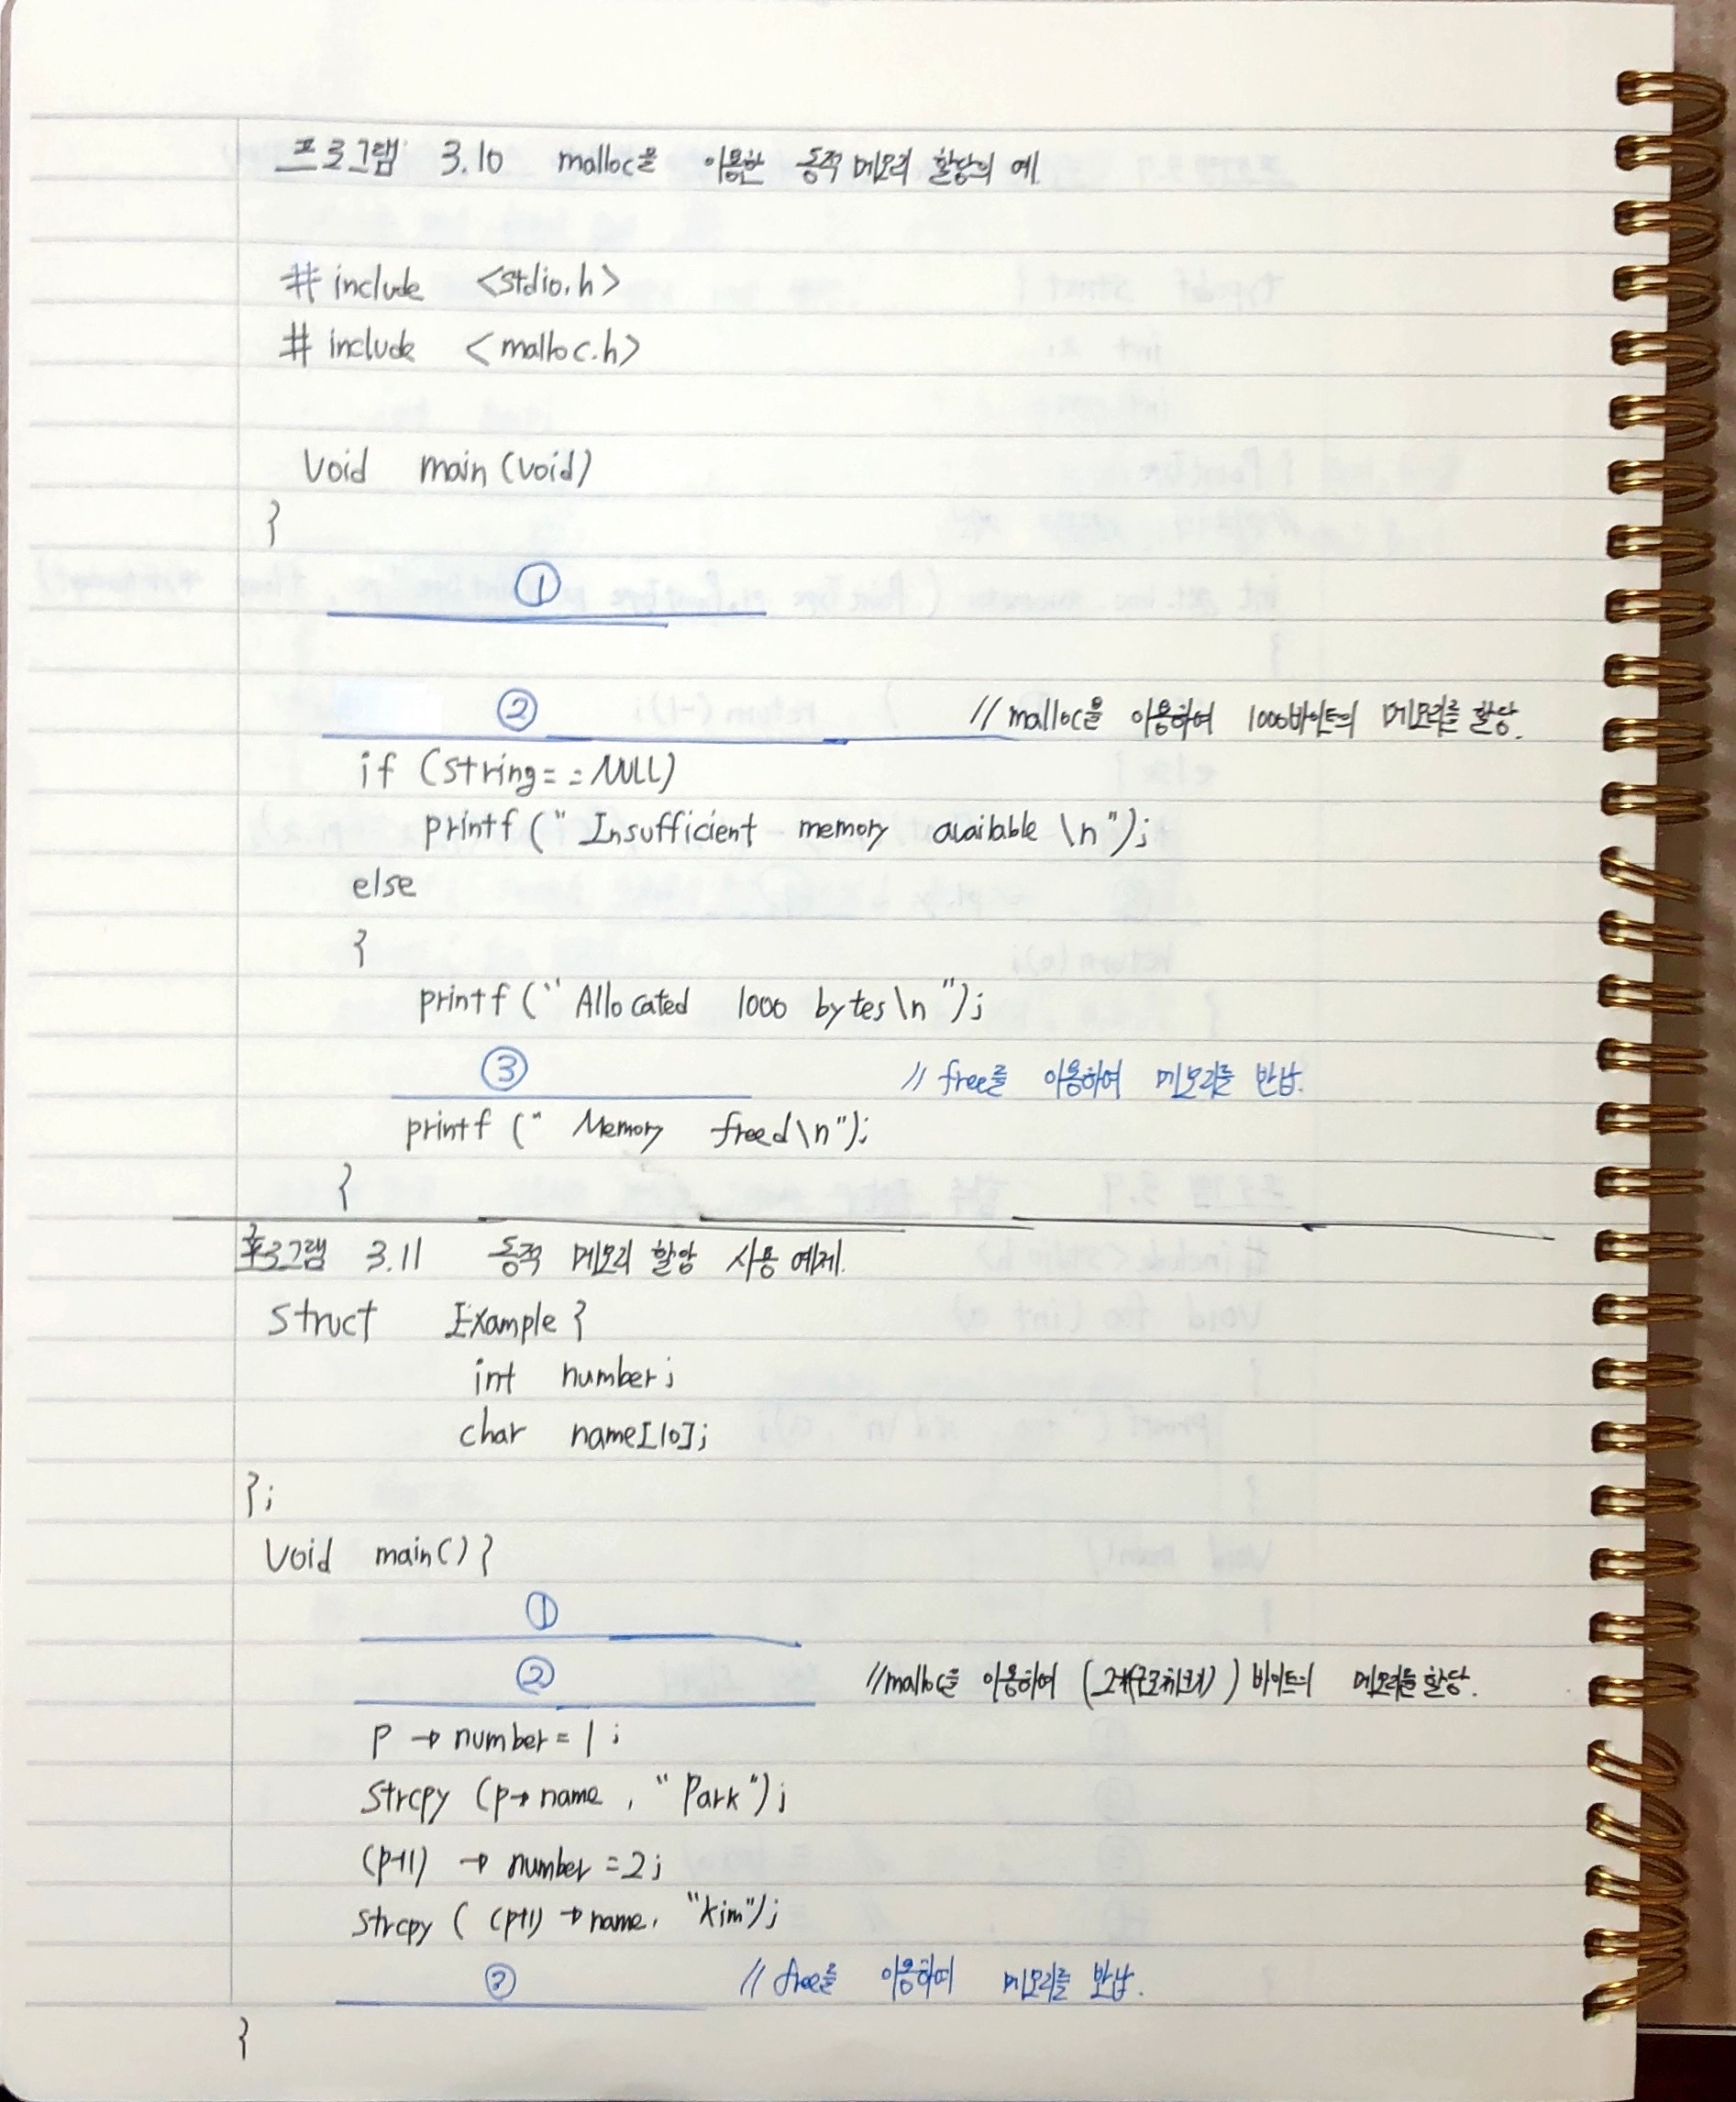 프로그램 3.10 malloc을 이용한 동적 메모리 할당의 예
# include <stdio.h>
# include <malloc.h>
void main (void)
}
①
② // malloc을 이용하여 1000바이트의 메모리를 할당.
if (string==NULL)
printf (" Insufficient memory available \n");
else
}
printf (" Allocated 1000 bytes\n ");
③ // free를 이용하여 메모리를 반납.
printf (" Memory freed\n");
}
프로그램 3.11 동적 메모리 할당 사용 예제.
struct Example {
int number;
char name[10];
};
void main() {
①
② //malloc을 이용하여 (2*(구조체크기)) 바이트의 메모리를 할당.
p → number = 1 ;
strcpy (p→ name , " Park");
(p+1) → number = 2;
strcpy ( (p+1) → name, "kim");
③ // free를 이용하여 메모리를 반납.
}